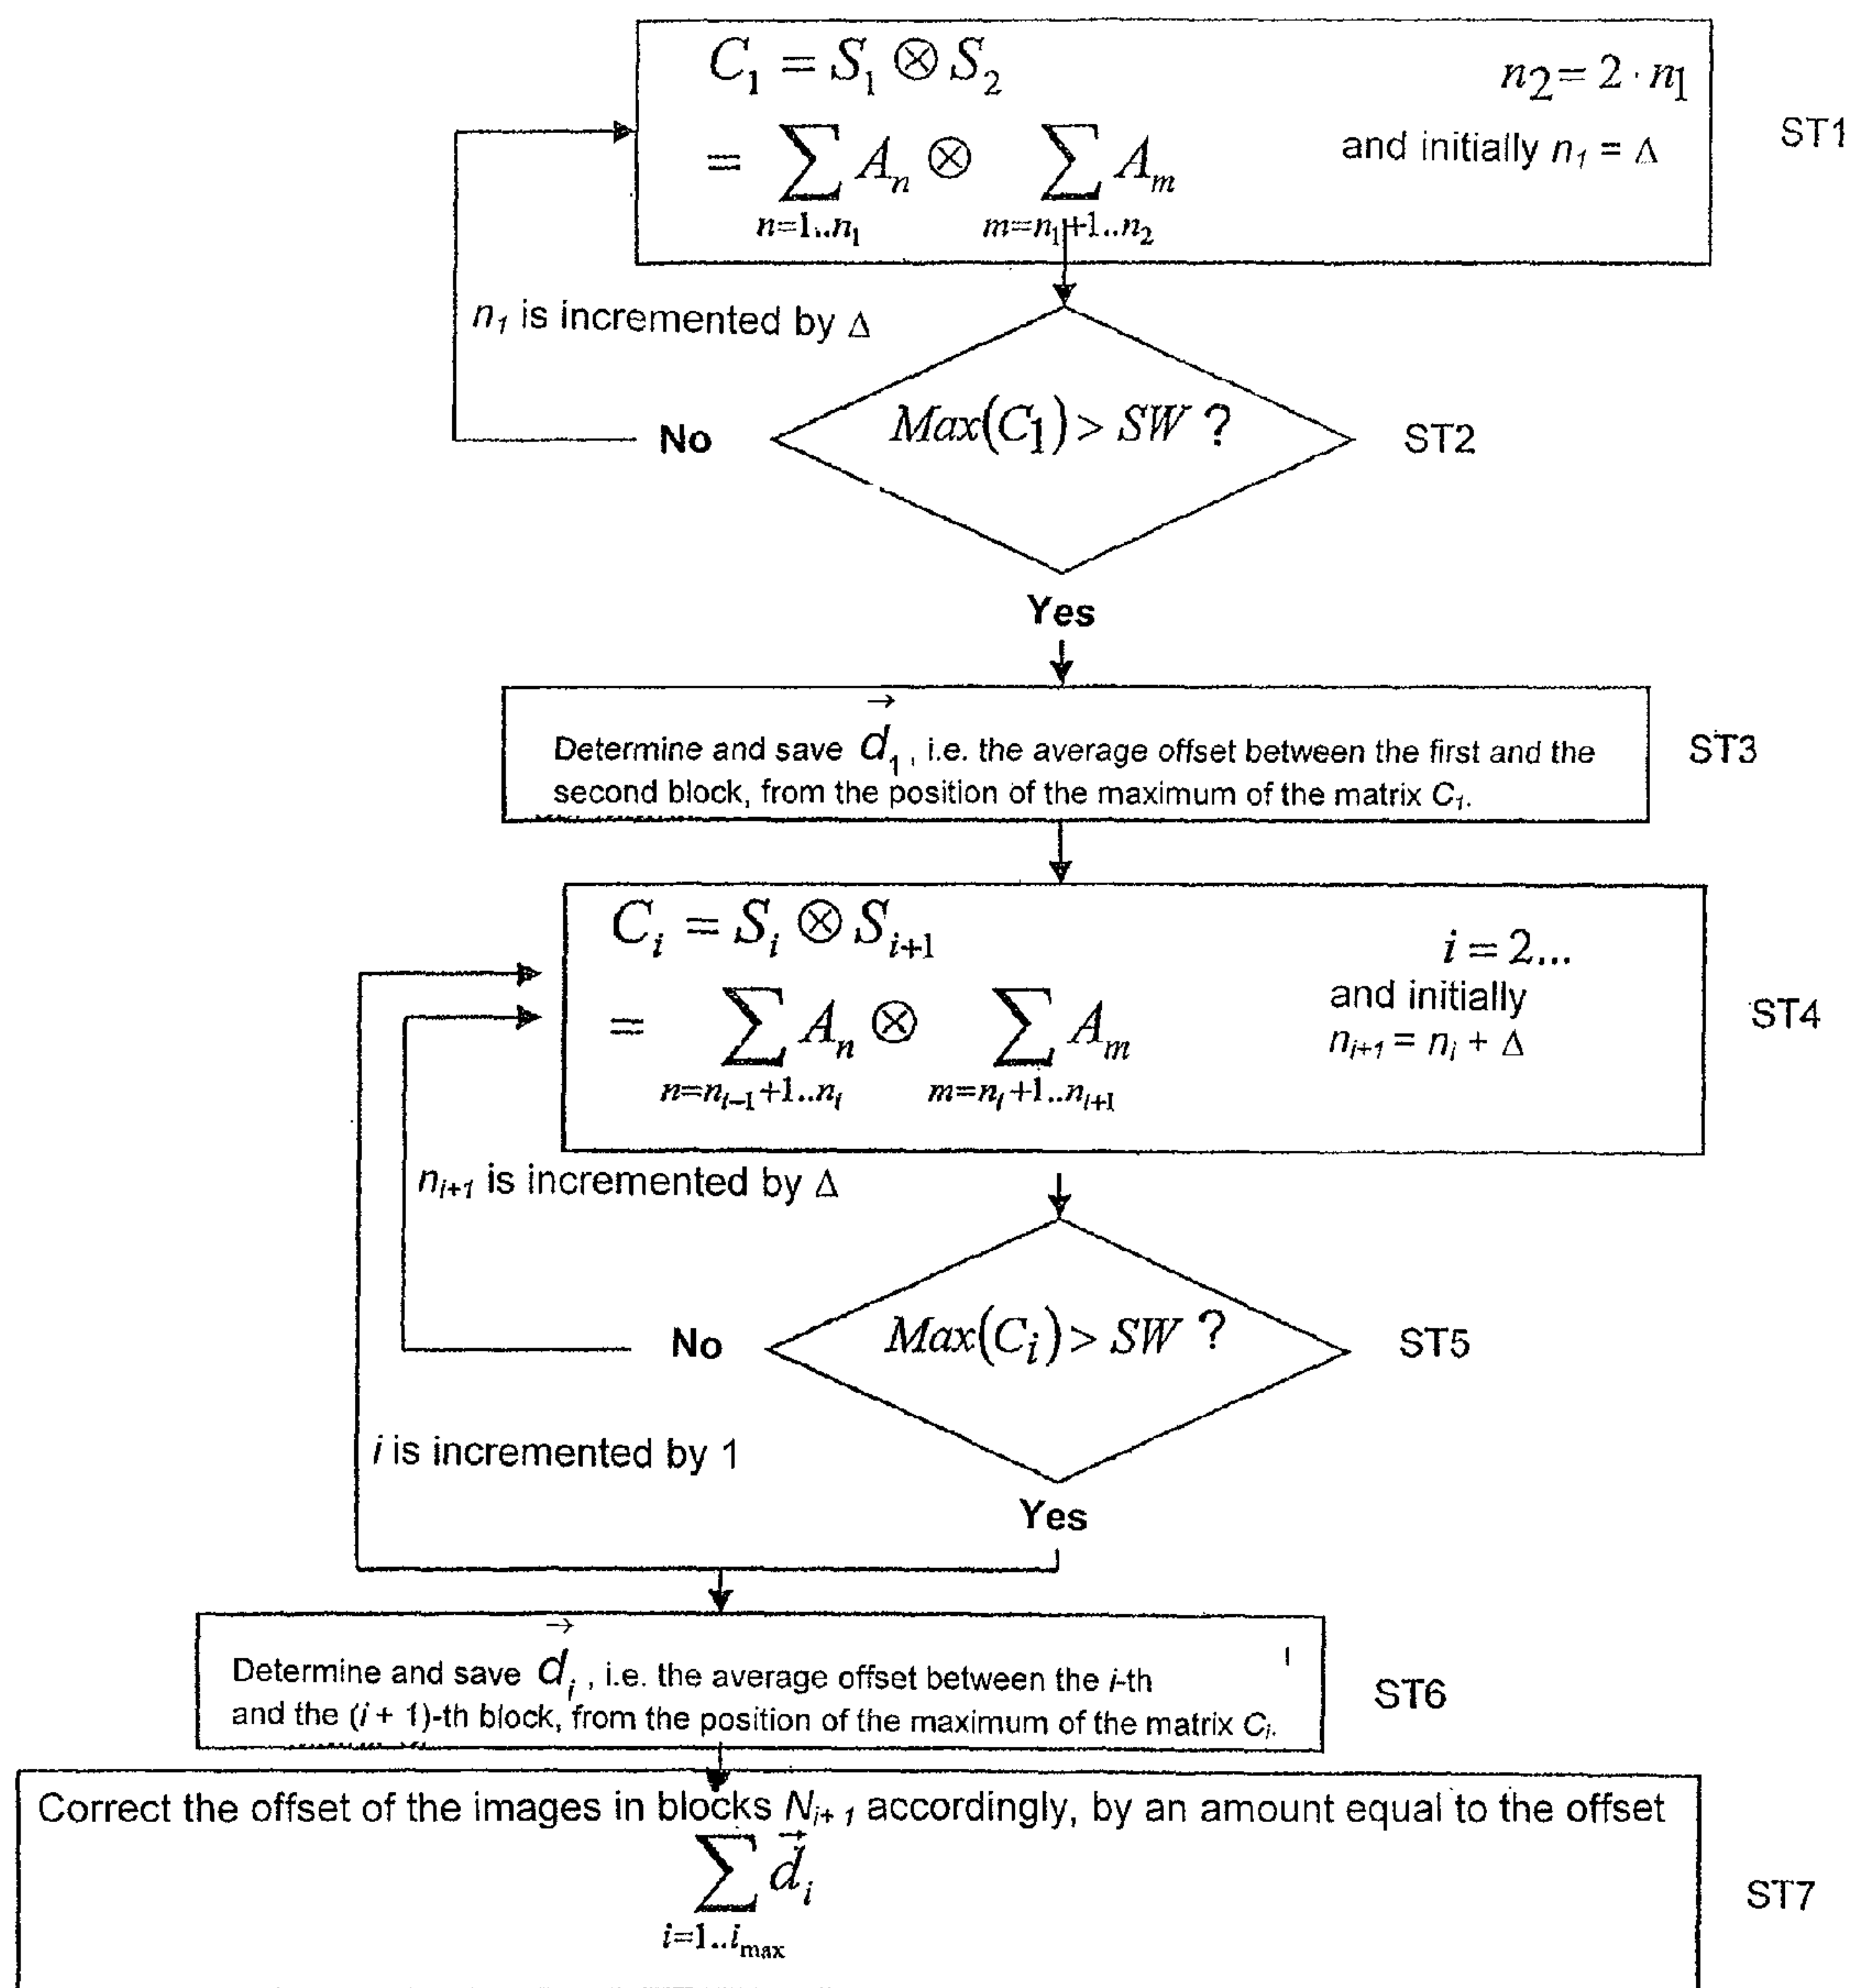 C₁ = S₁ ⊗ S₂
n₂ = 2 · n₁
= ∑ Aₙ ⊗ ∑ Aₘ
and initially n₁ = Δ
n=1..n₁ m=n₁+1..n₂
ST1
n₁ is incremented by Δ
No
Max(C₁) > SW ?
ST2
Yes
Determine and save d⃗₁, i.e. the average offset between the first and the
second block, from the position of the maximum of the matrix C₁.
ST3
Cᵢ = Sᵢ ⊗ Sᵢ₊₁
i = 2...
= ∑ Aₙ ⊗ ∑ Aₘ
and initially
nᵢ₊₁ = nᵢ + Δ
n=nᵢ₋₁+1..nᵢ m=nᵢ+1..nᵢ₊₁
ST4
nᵢ₊₁ is incremented by Δ
No
Max(Cᵢ) > SW ?
ST5
i is incremented by 1
Yes
Determine and save d⃗ᵢ, i.e. the average offset between the i-th
and the (i + 1)-th block, from the position of the maximum of the matrix Cᵢ.
ST6
Correct the offset of the images in blocks Nᵢ₊₁ accordingly, by an amount equal to the offset
∑ d⃗ᵢ
i=1..iₘₐₓ
ST7